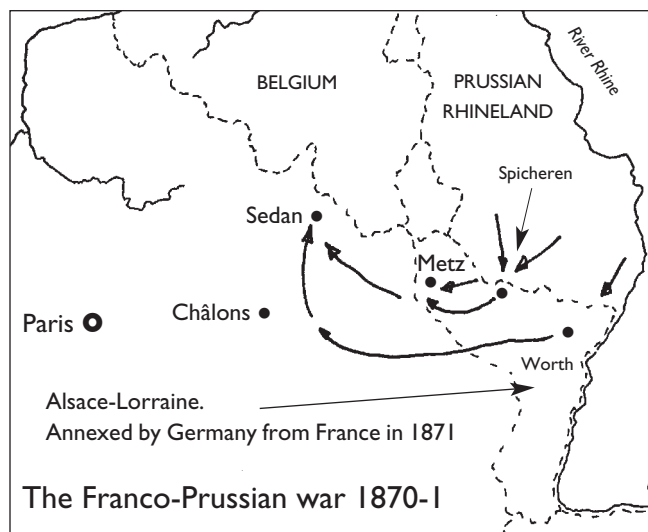 BELGIUM
PRUSSIAN
RHINELAND
River Rhine
Spicheren
Sedan
Metz
Châlons
Paris
Worth
Alsace-Lorraine.
Annexed by Germany from France in 1871
The Franco-Prussian war 1870-1